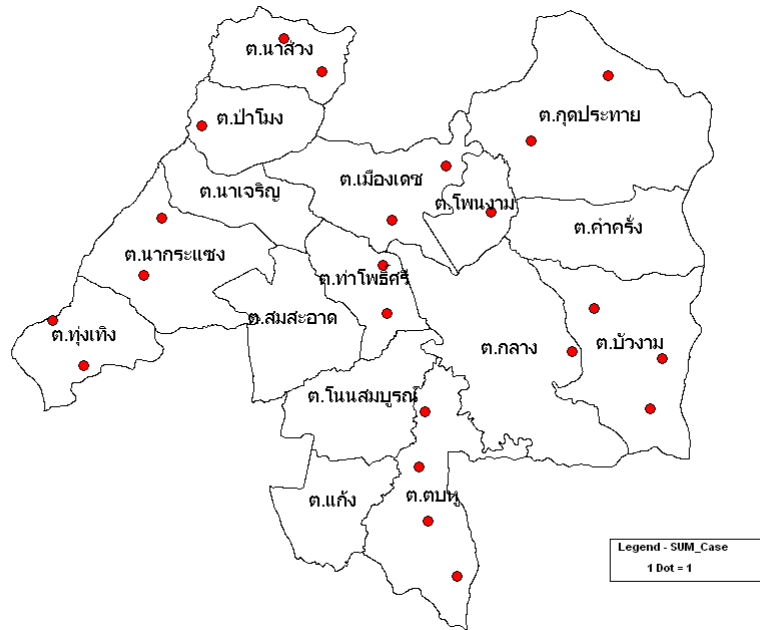 ต.นาส่วง
ต.ป่าโมง
ต.กุดประทาย
ต.นาเจริญ
ต.เมืองเดช
ต.โพนงาม
ต.คำครั่ง
ต.นากระแซง
ต.ท่าโพธิ์ศรี
ต.สมสะอาด
ต.ทุ่งเทิง
ต.กลาง
ต.บัวงาม
ต.โนนสมบูรณ์
ต.แก้ง
ต.ตบหู
Legend - SUM_Case
1 Dot = 1